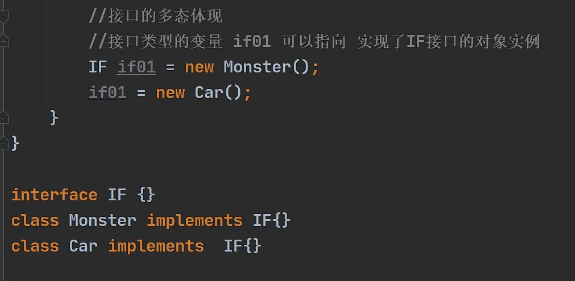 //接口的多态体现
//接口类型的变量 if01 可以指向 实现了IF接口的对象实例
IF if01 = new Monster();
if01 = new Car();
}
}
interface IF {}
class Monster implements IF{}
class Car implements  IF{}